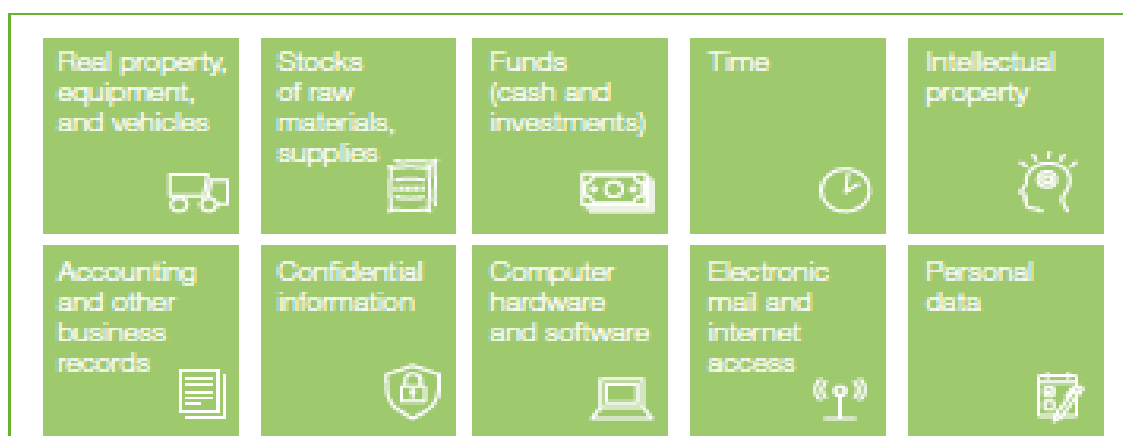 Real property,
equipment,
and vehicles
Stocks
of raw
materials,
supplies
Funds
(cash and
investments)
Time
Intellectual
property
Accounting
and other
business
records
Confidential
information
Computer
hardware
and software
Electronic
mail and
internet
access
Personal
data